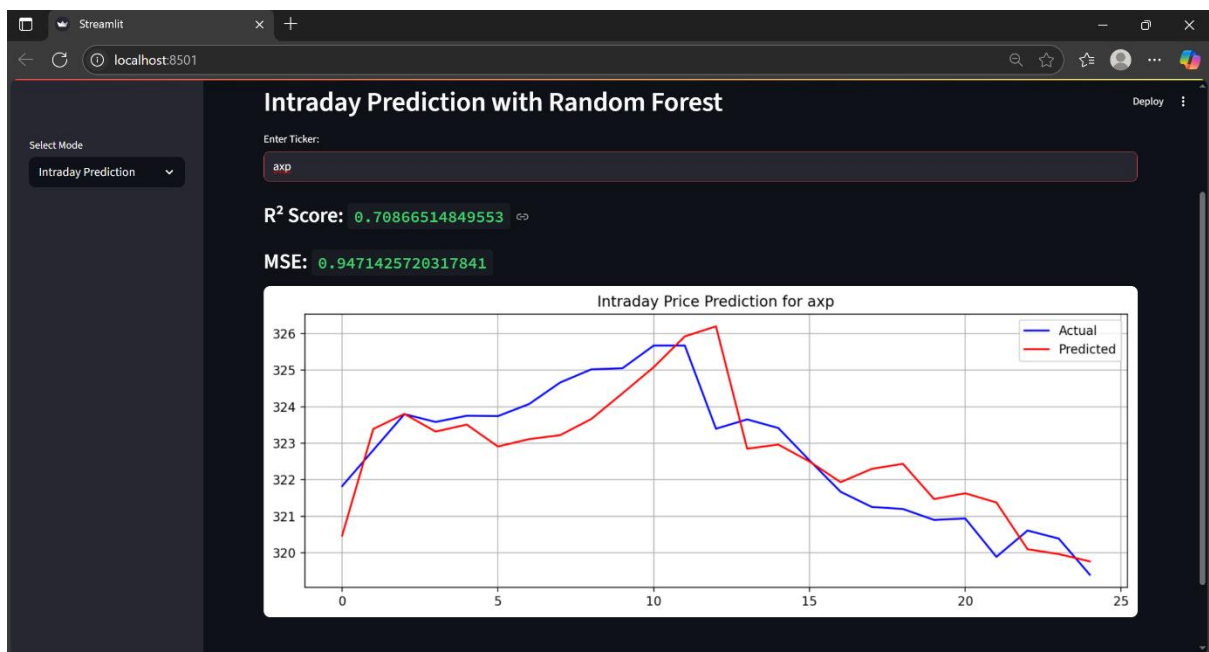 Streamlit
localhost:8501
Intraday Prediction with Random Forest
Deploy
Enter Ticker:
Select Mode
axp
Intraday Prediction
R² Score: 0.70866514849553
MSE: 0.9471425720317841
Intraday Price Prediction for axp
326
Actual
Predicted
325
324
323
322
321
320
0 5 10 15 20 25